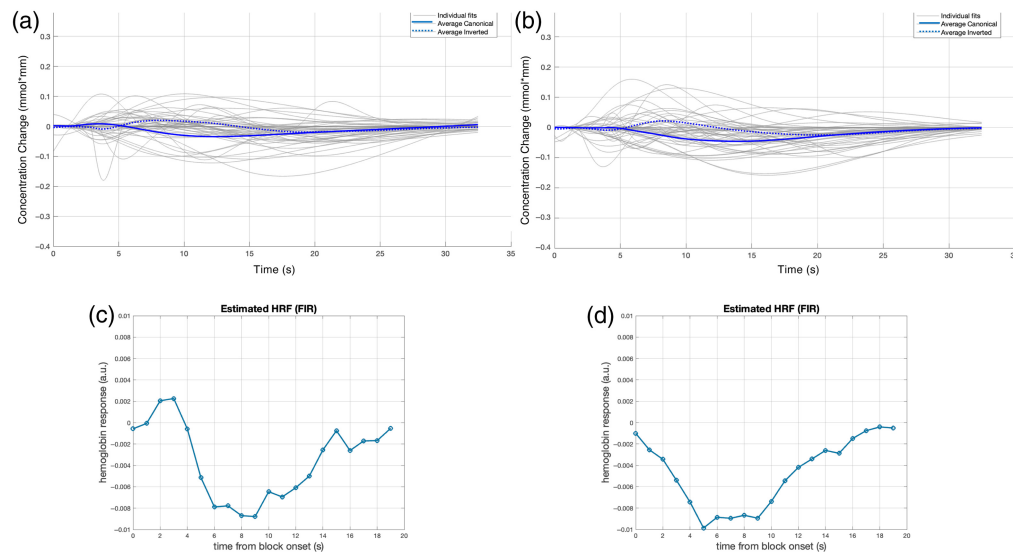 (a)
Individual fits
Average Canonical
Average Inverted
0.3
0.2
0.1
0
−0.1
−0.2
−0.3
−0.4
Concentration Change (mmol*mm)
0 5 10 15 20 25 30 35
Time (s)
(b)
Individual fits
Average Canonical
Average Inverted
0.3
0.2
0.1
0
−0.1
−0.2
−0.3
−0.4
Concentration Change (mmol*mm)
0 5 10 15 20 25 30 35
Time (s)
(c)
Estimated HRF (FIR)
0.01
0.008
0.006
0.004
0.002
0
−0.002
−0.004
−0.006
−0.008
−0.01
hemoglobin response (a.u.)
0 2 4 6 8 10 12 14 16 18 20
time from block onset (s)
(d)
Estimated HRF (FIR)
0.01
0.008
0.006
0.004
0.002
0
−0.002
−0.004
−0.006
−0.008
−0.01
hemoglobin response (a.u.)
0 2 4 6 8 10 12 14 16 18 20
time from block onset (s)